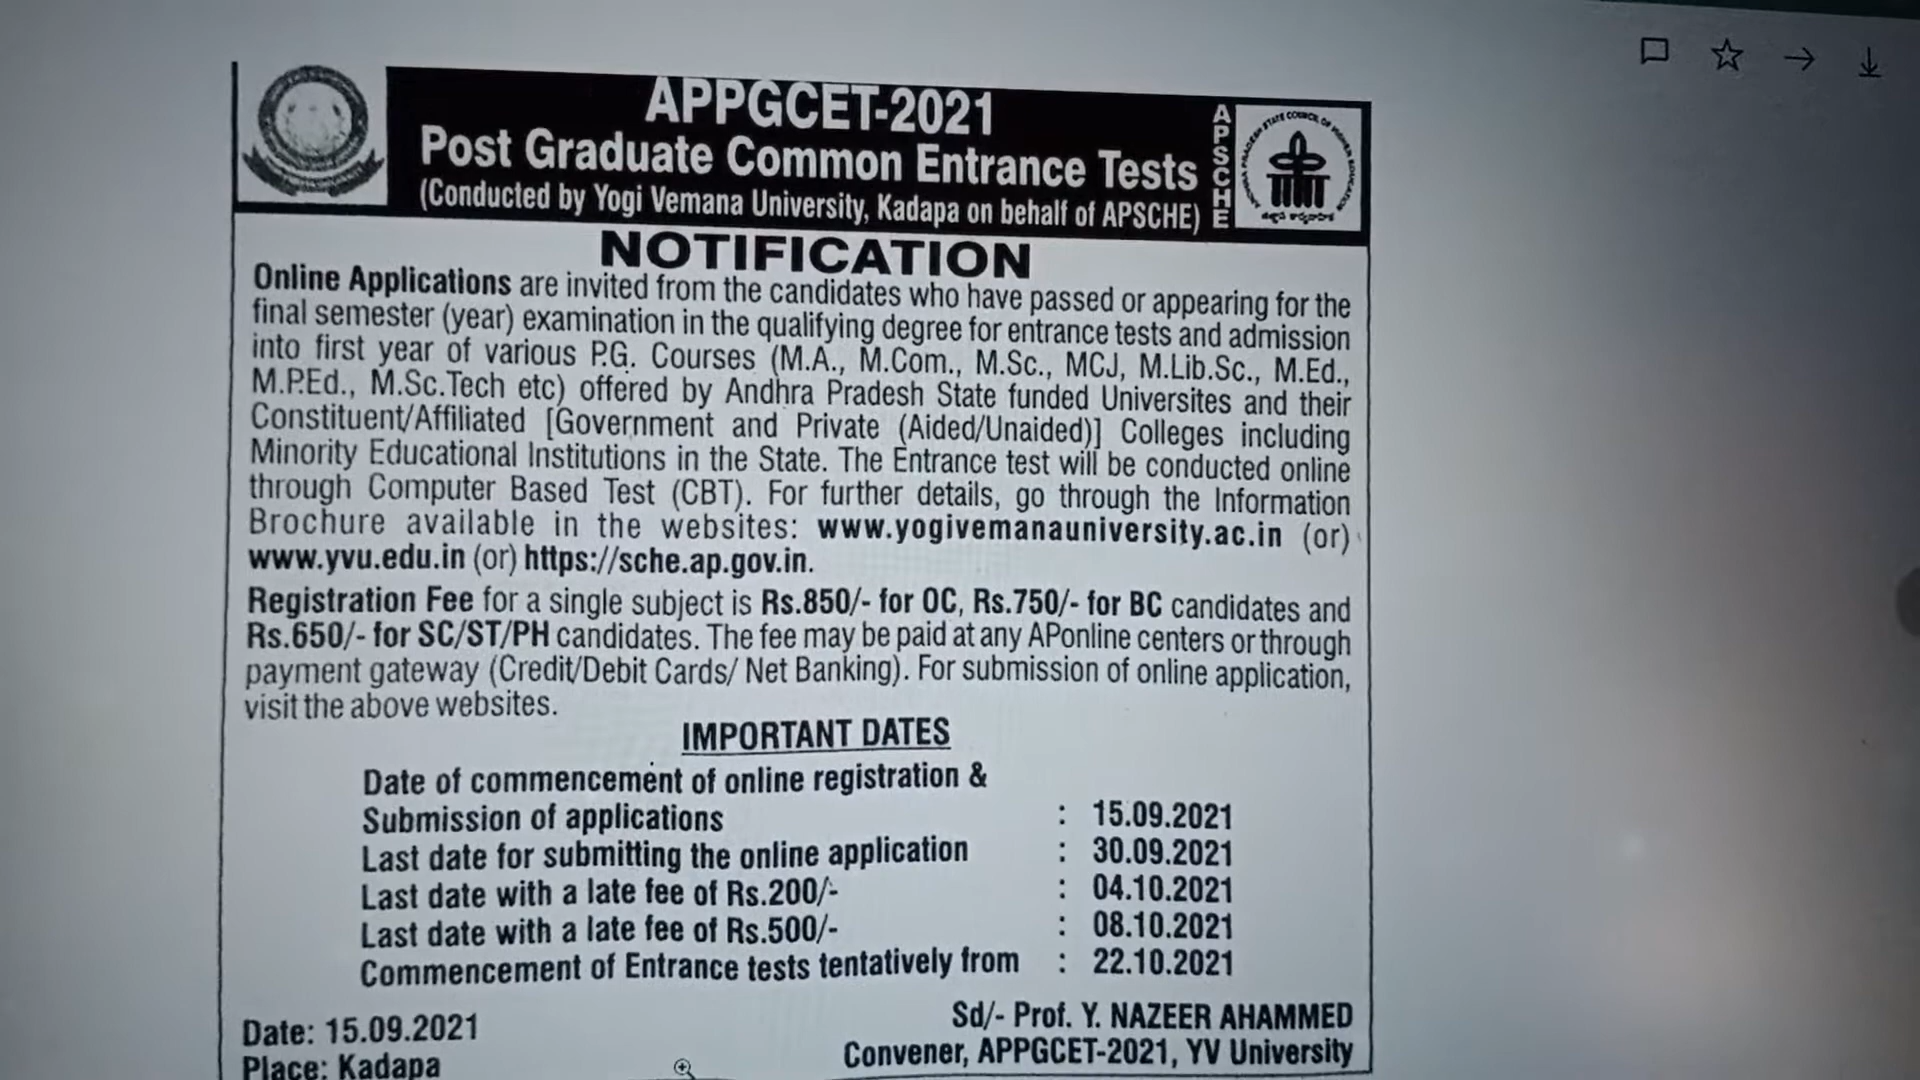 APPGCET-2021
Post Graduate Common Entrance Tests
(Conducted by Yogi Vemana University, Kadapa on behalf of APSCHE)
APSCHE
NOTIFICATION
Online Applications are invited from the candidates who have passed or appearing for the
final semester (year) examination in the qualifying degree for entrance tests and admission
into first year of various P.G. Courses (M.A., M.Com., M.Sc., MCJ, M.Lib.Sc., M.Ed.,
M.P.Ed., M.Sc.Tech etc) offered by Andhra Pradesh State funded Universites and their
Constituent/Affiliated [Government and Private (Aided/Unaided)] Colleges including
Minority Educational Institutions in the State. The Entrance test will be conducted online
through Computer Based Test (CBT). For further details, go through the Information
Brochure available in the websites: www.yogivemanauniversity.ac.in (or)
www.yvu.edu.in (or) https://sche.ap.gov.in.
Registration Fee for a single subject is Rs.850/- for OC, Rs.750/- for BC candidates and
Rs.650/- for SC/ST/PH candidates. The fee may be paid at any APonline centers or through
payment gateway (Credit/Debit Cards/ Net Banking). For submission of online application,
visit the above websites.
IMPORTANT DATES
Date of commencement of online registration &
Submission of applications : 15.09.2021
Last date for submitting the online application : 30.09.2021
Last date with a late fee of Rs.200/- : 04.10.2021
Last date with a late fee of Rs.500/- : 08.10.2021
Commencement of Entrance tests tentatively from : 22.10.2021
Date: 15.09.2021
Place: Kadapa
Sd/- Prof. Y. NAZEER AHAMMED
Convener, APPGCET-2021, YV University